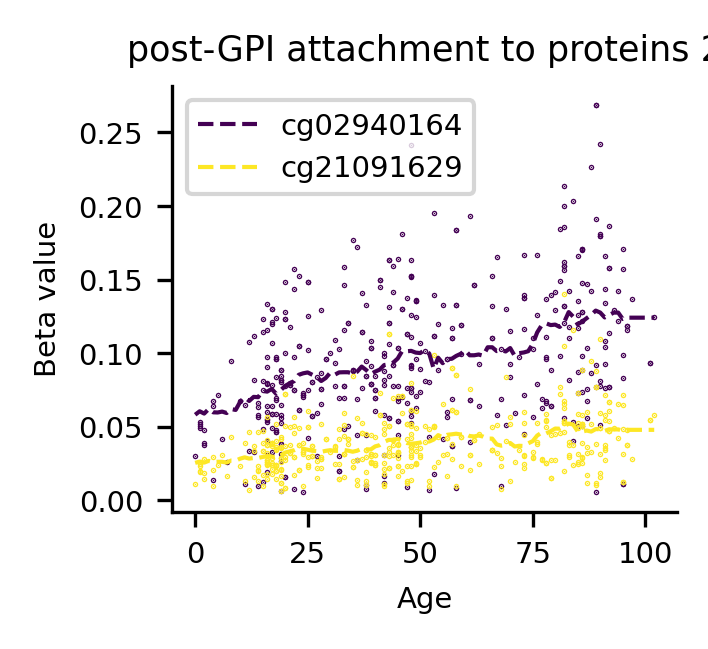 post-GPI attachment to proteins 2
cg02940164
cg21091629
Beta value
0.25
0.20
0.15
0.10
0.05
0.00
0 25 50 75 100
Age